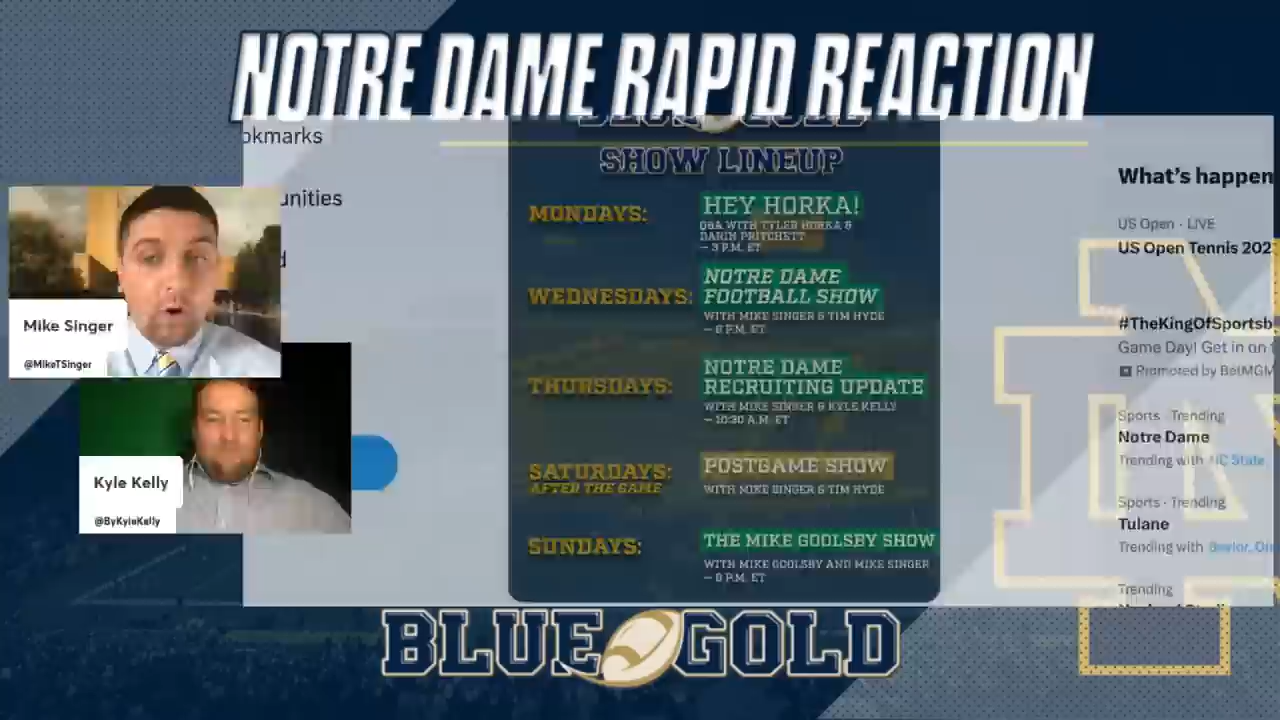 NOTRE DAME RAPID REACTION
okmarks
unities
d
SHOW LINEUP
MONDAYS:
HEY HORKA!
Q&A WITH TYLER HORKA &
DARIN PRITCHETT
— 3 P.M. ET
WEDNESDAYS:
NOTRE DAME
FOOTBALL SHOW
WITH MIKE SINGER & TIM HYDE
THURSDAYS:
NOTRE DAME
RECRUITING UPDATE
WITH MIKE SINGER & KYLE KELLY
— 10:30 A.M. ET
SATURDAYS:
AFTER THE GAME
POSTGAME SHOW
WITH MIKE SINGER & TIM HYDE
SUNDAYS:
THE MIKE GOOLSBY SHOW
WITH MIKE GOOLSBY AND MIKE SINGER
What's happen
US Open · LIVE
US Open Tennis 202
#TheKingOfSportsb
Game Day! Get in on
Promoted by BetMGM
Sports · Trending
Notre Dame
Trending with NC State
Sports · Trending
Tulane
Trending with
Trending
Mike Singer
@MikeTSinger
Kyle Kelly
@ByKyleKelly
BLUE GOLD